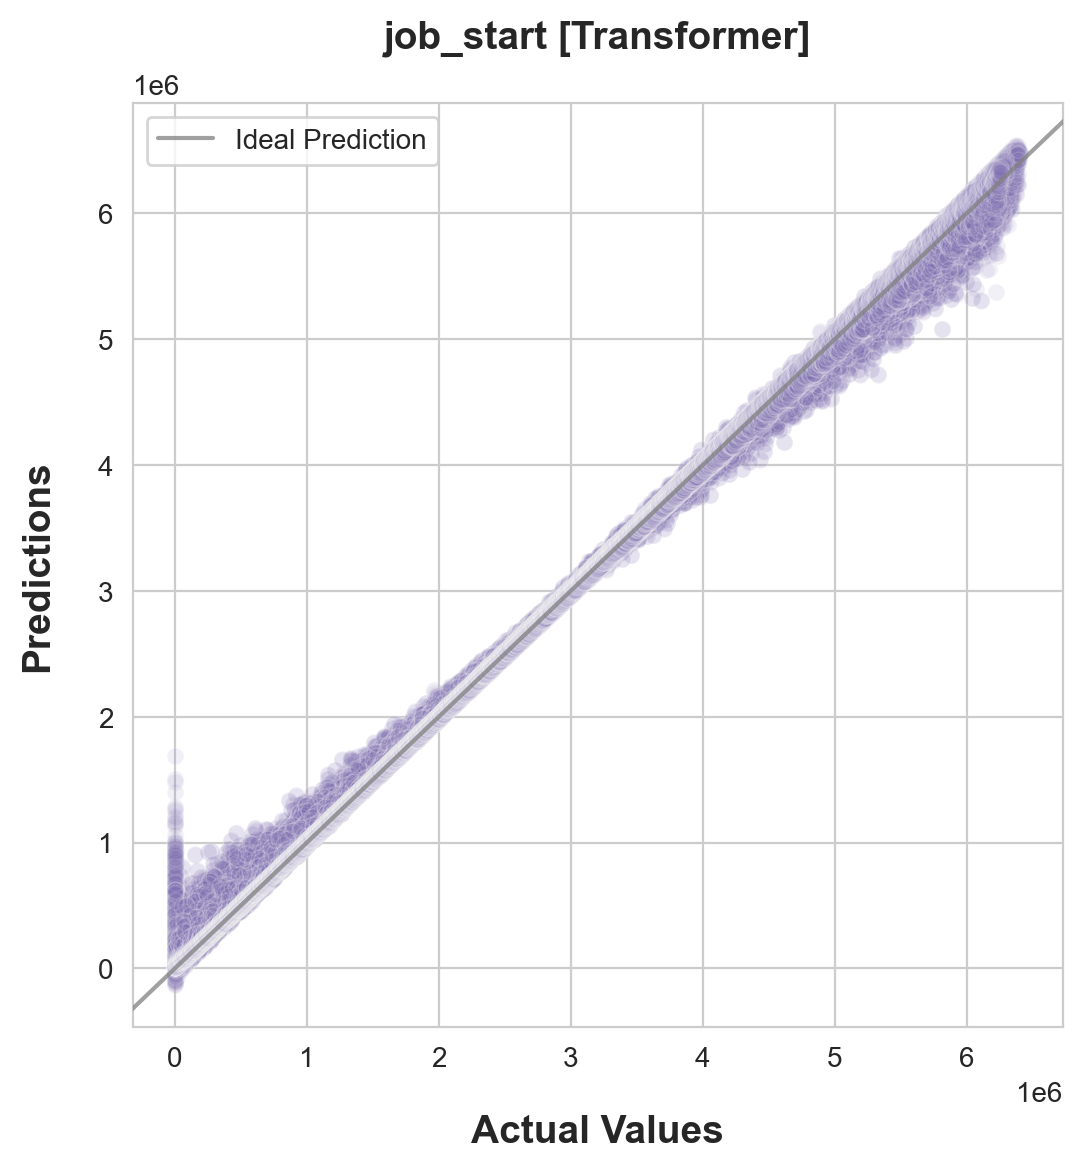 job_start [Transformer]
1e6
Ideal Prediction
6
5
4
3
2
1
0
Predictions
0 1 2 3 4 5 6
1e6
Actual Values